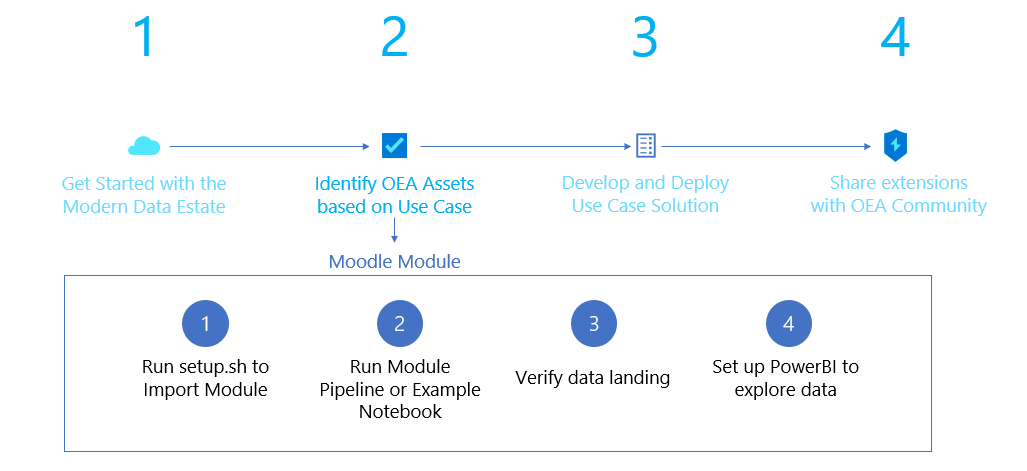 1
2
3
4
Get Started with the
Modern Data Estate
Identify OEA Assets
based on Use Case
Develop and Deploy
Use Case Solution
Share extensions
with OEA Community
Moodle Module
1
2
3
4
Run setup.sh to
Import Module
Run Module
Pipeline or Example
Notebook
Verify data landing
Set up PowerBI to
explore data